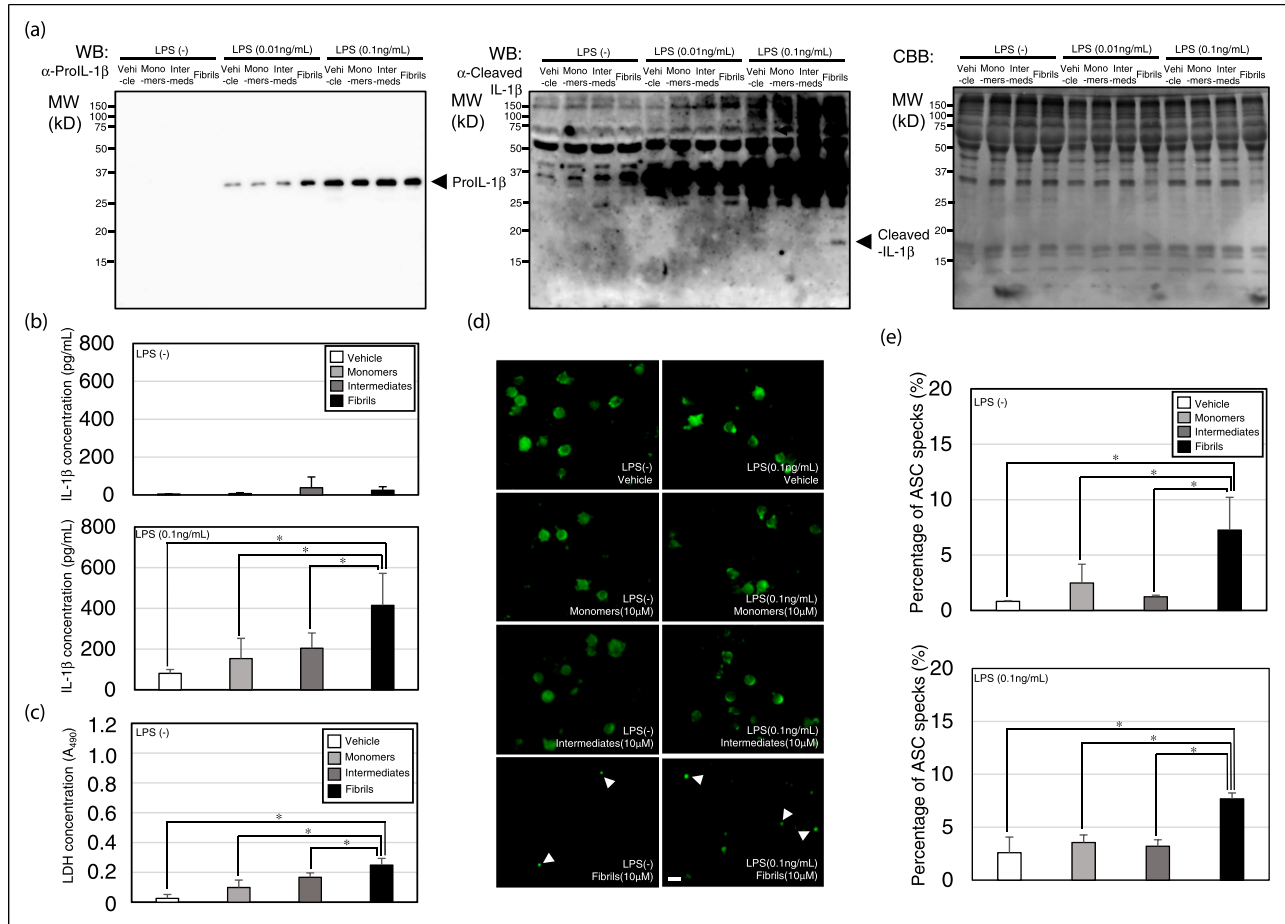 (a)
WB:
α-ProIL-1β
LPS (-)
LPS (0.01ng/mL)
LPS (0.1ng/mL)
Vehi
-cle
Mono
-mers
Inter
-meds
Fibrils
Vehi
-cle
Mono
-mers
Inter
-meds
Fibrils
Vehi
-cle
Mono
-mers
Inter
-meds
Fibrils
MW
(kD)
150
100
75
50
37
25
20
15
ProIL-1β
WB:
α-Cleaved
IL-1β
LPS (-)
LPS (0.01ng/mL)
LPS (0.1ng/mL)
Vehi
-cle
Mono
-mers
Inter
-meds
Fibrils
Vehi
-cle
Mono
-mers
Inter
-meds
Fibrils
Vehi
-cle
Mono
-mers
Inter
-meds
Fibrils
MW
(kD)
150
100
75
50
37
25
20
15
Cleaved
-IL-1β
CBB:
LPS (-)
LPS (0.01ng/mL)
LPS (0.1ng/mL)
Vehi
-cle
Mono
-mers
Inter
-meds
Fibrils
Vehi
-cle
Mono
-mers
Inter
-meds
Fibrils
Vehi
-cle
Mono
-mers
Inter
-meds
Fibrils
MW
(kD)
150
100
75
50
37
25
20
15
(b)
IL-1β concentration (pg/mL)
800
600
400
200
0
LPS (-)
Vehicle
Monomers
Intermediates
Fibrils
IL-1β concentration (pg/mL)
800
600
400
200
0
LPS (0.1ng/mL)
*
*
*
(c)
LDH concentration (A490)
1.2
1.0
0.8
0.6
0.4
0.2
0
LPS (-)
Vehicle
Monomers
Intermediates
Fibrils
*
*
*
(d)
LPS(-)
Vehicle
LPS(0.1ng/mL)
Vehicle
LPS(-)
Monomers(10μM)
LPS(0.1ng/mL)
Monomers(10μM)
LPS(-)
Intermediates(10μM)
LPS(0.1ng/mL)
Intermediates(10μM)
LPS(-)
Fibrils(10μM)
LPS(0.1ng/mL)
Fibrils(10μM)
(e)
Percentage of ASC specks (%)
20
15
10
5
0
LPS (-)
Vehicle
Monomers
Intermediates
Fibrils
*
*
*
Percentage of ASC specks (%)
20
15
10
5
0
LPS (0.1ng/mL)
*
*
*